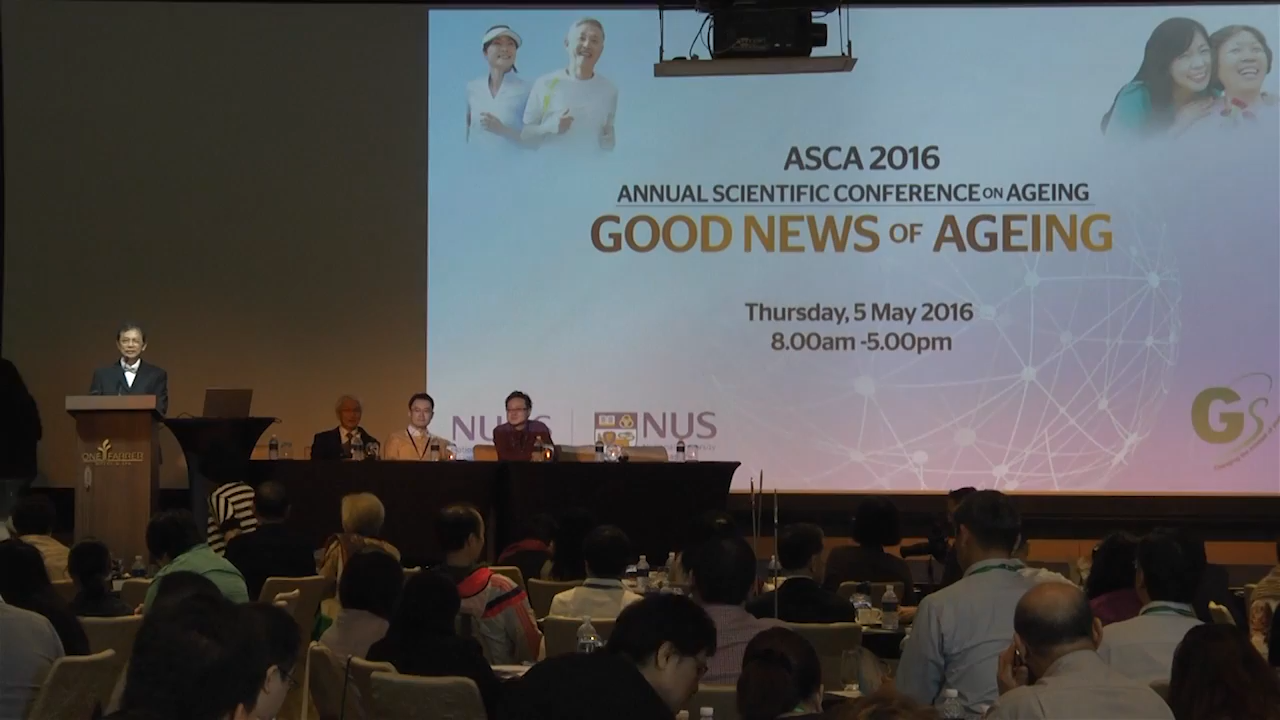 ASCA 2016
ANNUAL SCIENTIFIC CONFERENCE ON AGEING
GOOD NEWS OF AGEING
Thursday, 5 May 2016
8.00am -5.00pm
NU S
NUS
GS
ONE FARRER